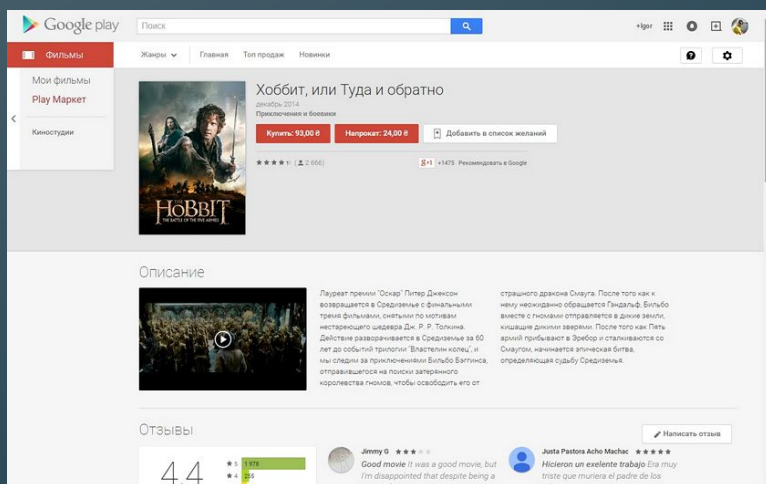 Google play
Поиск
+Igor
Фильмы
Жанры
Главная
Топ продаж
Новинки
Мои фильмы
Play Маркет
Киностудии
Хоббит, или Туда и обратно
декабрь 2014
Приключения и боевики
Купить: 93,00 ₴
Напрокат: 24,00 ₴
Добавить в список желаний
(2 666)
g+1 +1475 Рекомендовать в Google
THE HOBBIT
THE BATTLE OF THE FIVE ARMIES
Описание
Лауреат премии "Оскар" Питер Джексон
возвращается в Средиземье с финальными
тремя фильмами, снятыми по мотивам
нестареющего шедевра Дж. Р. Р. Толкина.
Действие разворачивается в Средиземье за 60
лет до событий трилогии "Властелин колец", и
мы следим за приключениями Бильбо Бэггинса,
отправившегося на поиски затерянного
королевства гномов, чтобы освободить его от
страшного дракона Смауга. После того как к
нему неожиданно обращается Гэндальф, Бильбо
вместе с гномами отправляется в дикие земли,
кишащие дикими зверями. После того как Пять
армий прибывают в Эребор и сталкиваются со
Смаугом, начинается эпическая битва,
определяющая судьбу Средиземья.
Отзывы
Написать отзыв
4,4
5 1 978
4 255
Jimmy G
Good movie It was a good movie, but
I'm disappointed that despite being a
Justa Pastora Acho Machac
Hicieron un exelente trabajo Era muy
triste que muriera el padre de los